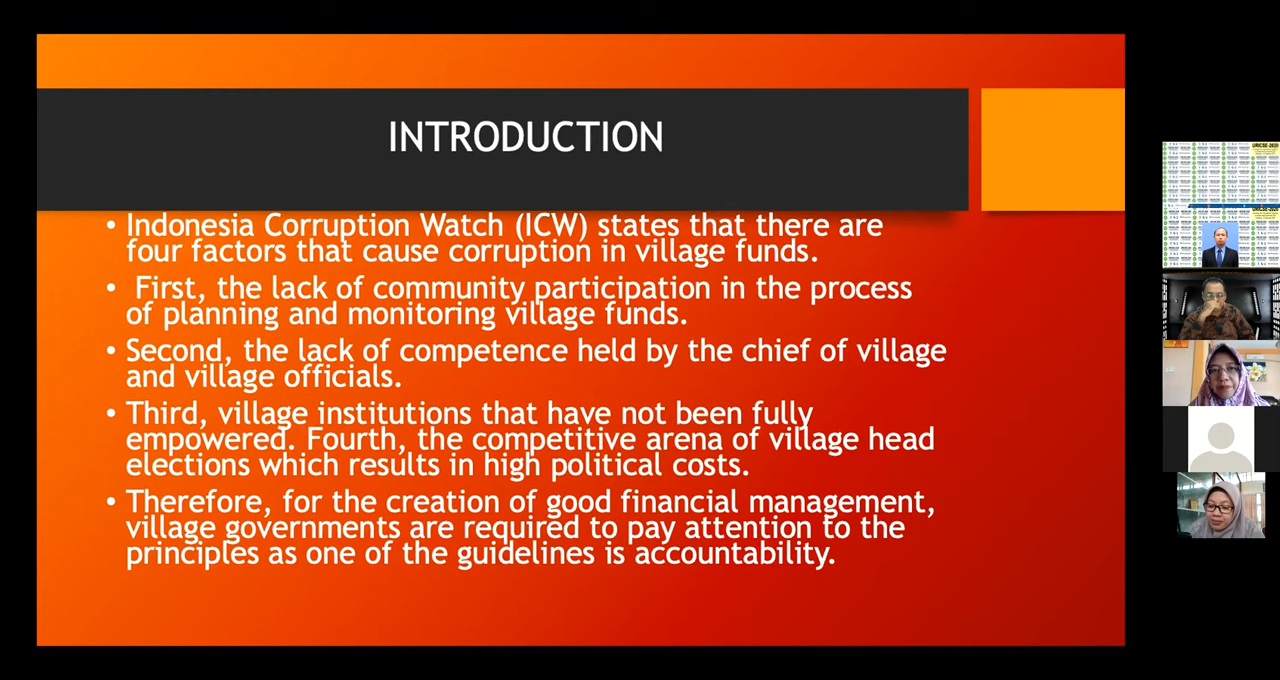 INTRODUCTION
• Indonesia Corruption Watch (ICW) states that there are
four factors that cause corruption in village funds.
• First, the lack of community participation in the process
of planning and monitoring village funds.
• Second, the lack of competence held by the chief of village
and village officials.
• Third, village institutions that have not been fully
empowered. Fourth, the competitive arena of village head
elections which results in high political costs.
• Therefore, for the creation of good financial management,
village governments are required to pay attention to the
principles as one of the guidelines is accountability.
URICSE-2020
URICSE-2020